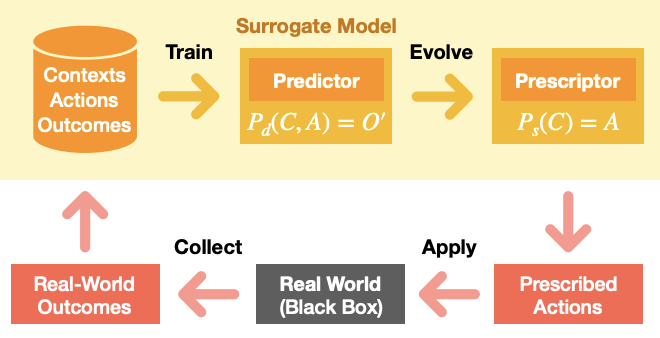 Surrogate Model
Contexts
Actions
Outcomes
Train
Predictor
P_d(C, A) = O′
Evolve
Prescriptor
P_s(C) = A
Real-World
Outcomes
Collect
Real World
(Black Box)
Apply
Prescribed
Actions